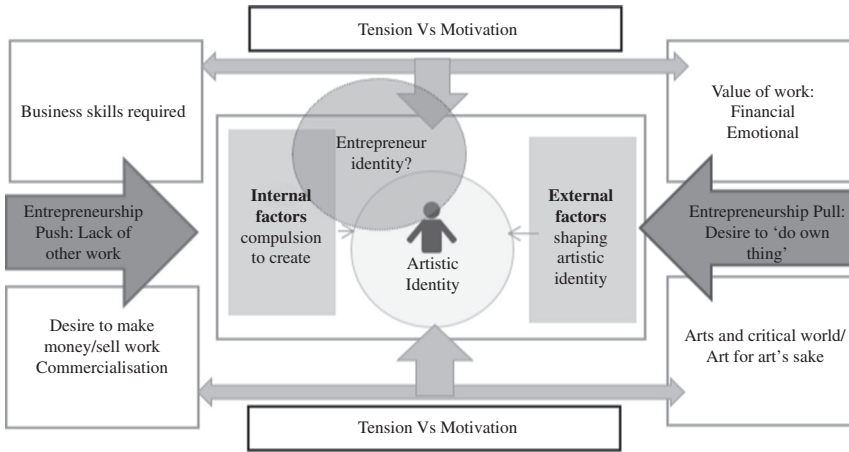 Tension Vs Motivation
Business skills required
Value of work:
Financial
Emotional
Entrepreneur
identity?
Internal
factors
compulsion
to create
External
factors
shaping
artistic
identity
Entrepreneurship
Push: Lack of
other work
Entrepreneurship Pull:
Desire to ‘do own
thing’
Artistic
Identity
Desire to make
money/sell work
Commercialisation
Arts and critical world/
Art for art’s sake
Tension Vs Motivation